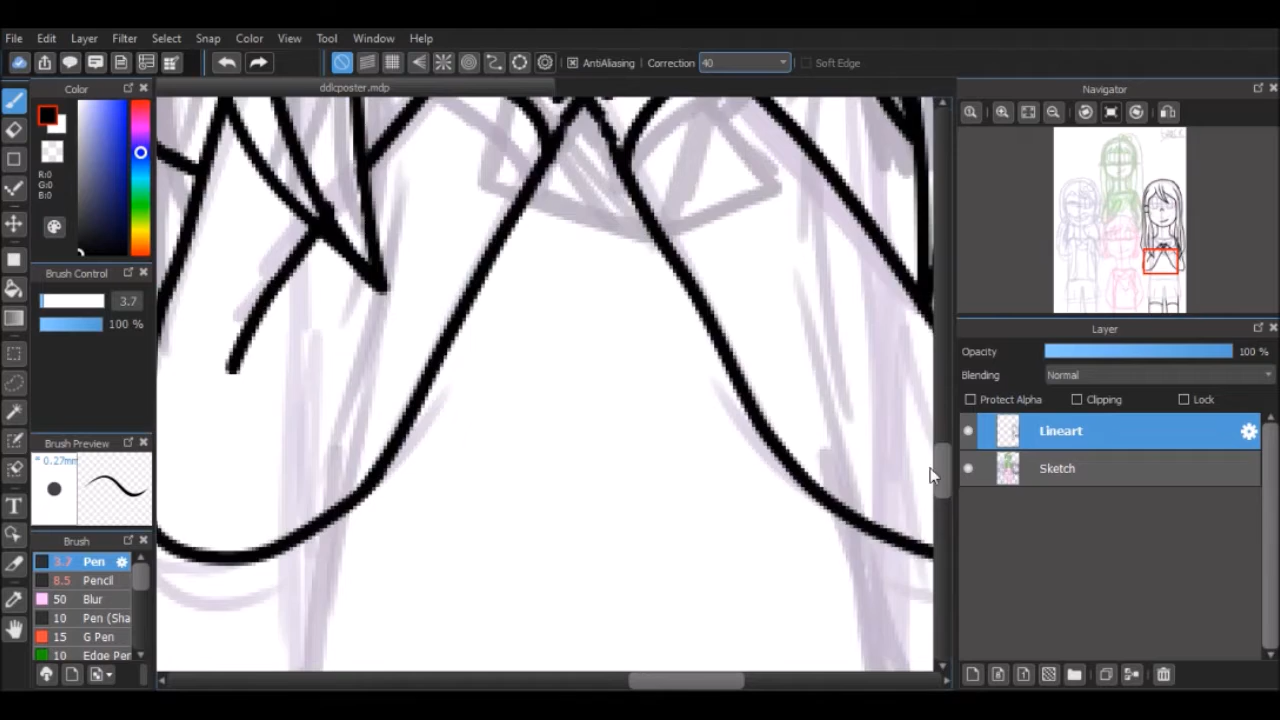 File Edit Layer Filter Select Snap Color View Tool Window Help
AntiAliasing Correction 40 Soft Edge
ddlcposter.mdp
Color
R:0
G:0
B:0
Brush Control
3.7
100 %
Brush Preview
0.27mm
Brush
3.7 Pen
8.5 Pencil
50 Blur
10 Pen (Sha
15 G Pen
10 Edge Pen
Navigator
Layer
Opacity 100 %
Blending Normal
Protect Alpha Clipping Lock
Lineart
Sketch